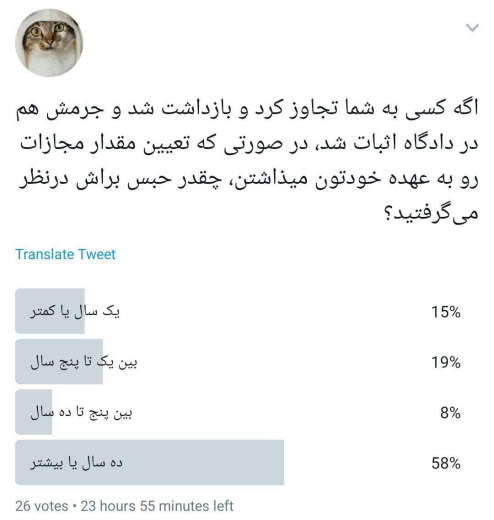 اگه کسی به شما تجاوز کرد و بازداشت شد و جرمش هم
در دادگاه اثبات شد، در صورتی که تعیین مقدار مجازات
رو به عهده خودتون میذاشتن، چقدر حبس براش درنظر
می‌گرفتید؟
Translate Tweet
یک سال یا کمتر 15%
بین یک تا پنج سال 19%
بین پنج تا ده سال 8%
ده سال یا بیشتر 58%
26 votes • 23 hours 55 minutes left